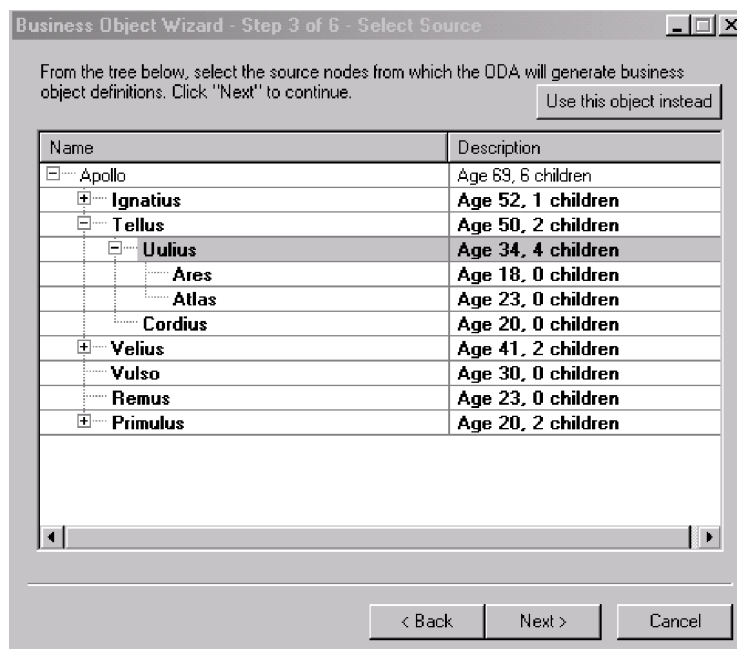 Business Object Wizard - Step 3 of 6 - Select Source
From the tree below, select the source nodes from which the ODA will generate business
object definitions. Click "Next" to continue.
Use this object instead
Name Description
Apollo Age 69, 6 children
Ignatius Age 52, 1 children
Tellus Age 50, 2 children
Uulius Age 34, 4 children
Ares Age 18, 0 children
Atlas Age 23, 0 children
Cordius Age 20, 0 children
Velius Age 41, 2 children
Vulso Age 30, 0 children
Remus Age 23, 0 children
Primulus Age 20, 2 children
< Back Next > Cancel